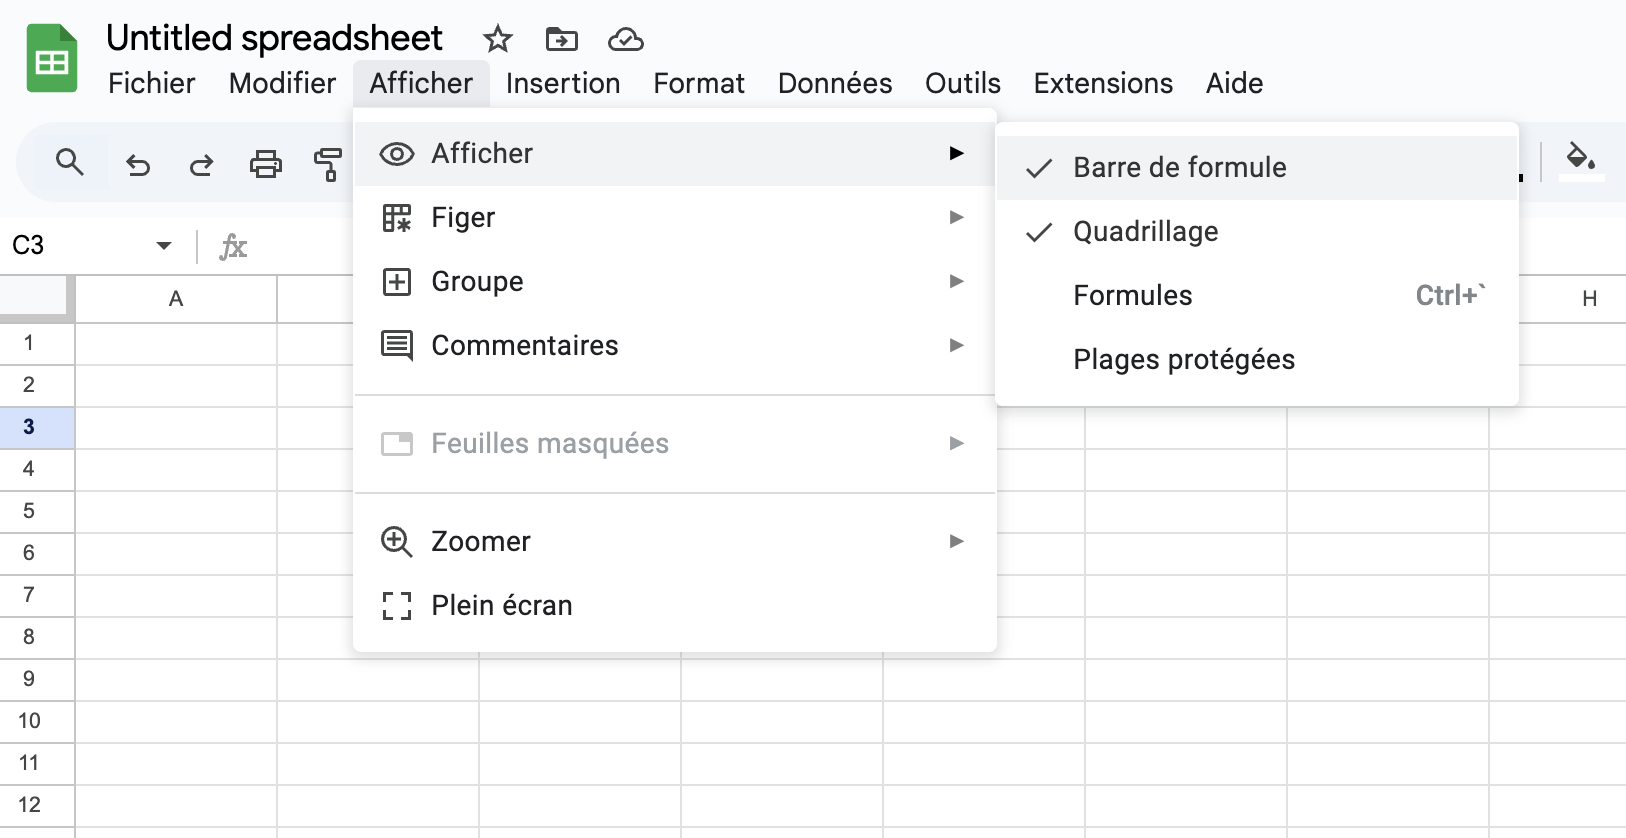 Untitled spreadsheet
Fichier Modifier Afficher Insertion Format Données Outils Extensions Aide
Afficher
Figer
Groupe
Commentaires
Feuilles masquées
Zoomer
Plein écran
Barre de formule
Quadrillage
Formules Ctrl+`
Plages protégées
C3 fx
A H
1
2
3
4
5
6
7
8
9
10
11
12